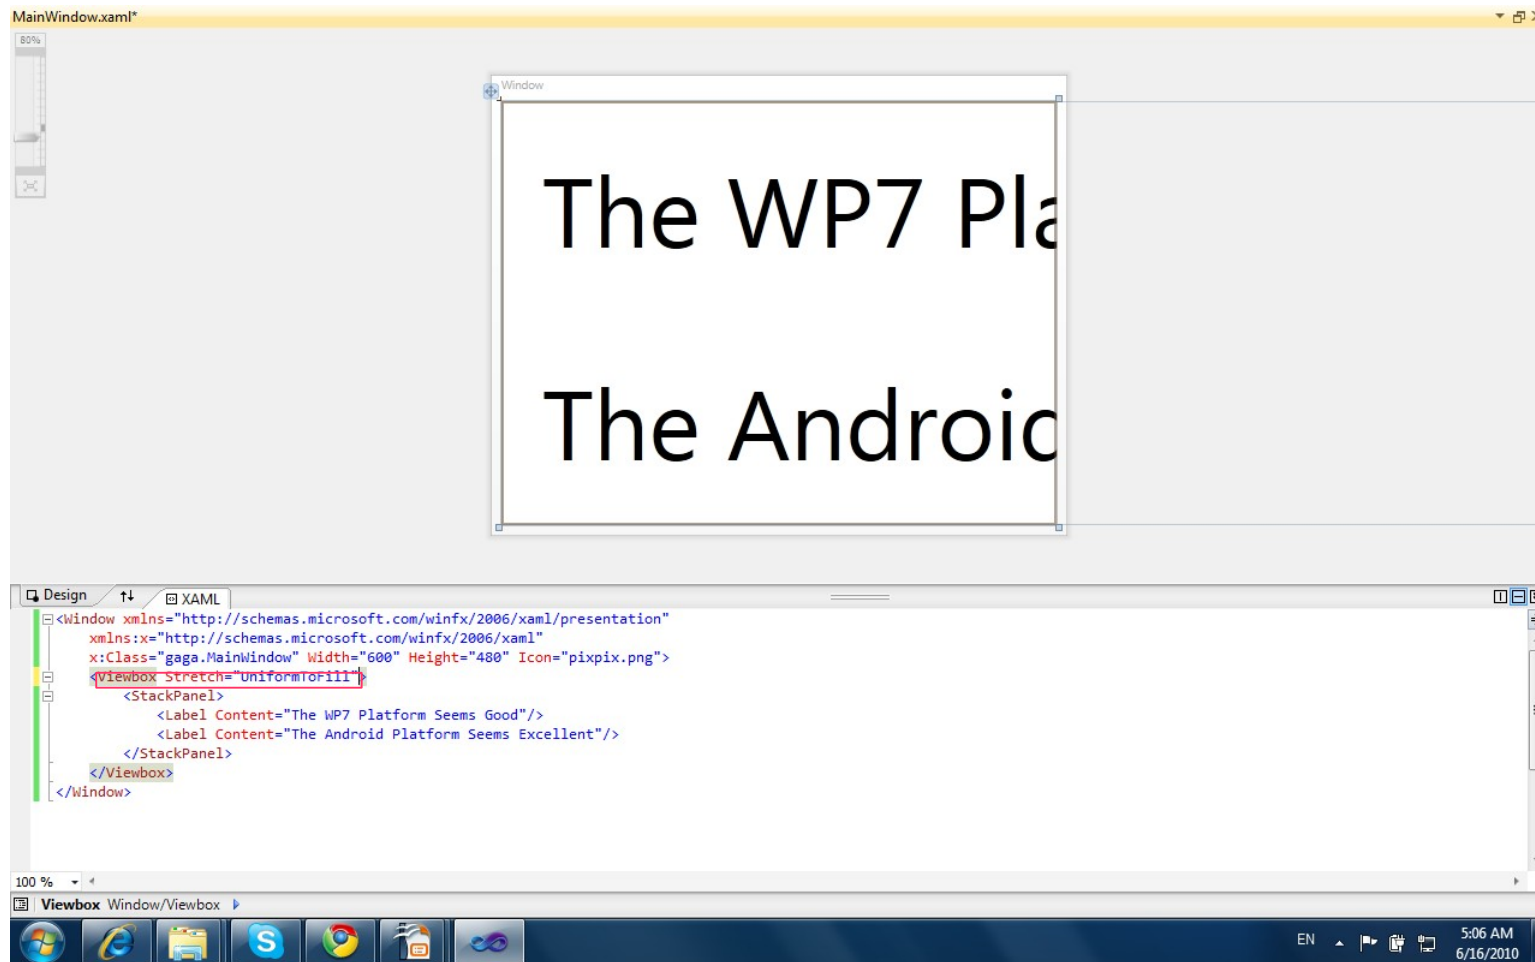 MainWindow.xaml*
80%
Window
The WP7 Pla
The Android
Design
XAML
<Window xmlns="http://schemas.microsoft.com/winfx/2006/xaml/presentation"
xmlns:x="http://schemas.microsoft.com/winfx/2006/xaml"
x:Class="gaga.MainWindow" Width="600" Height="480" Icon="pixpix.png">
<Viewbox Stretch="UniformToFill">
<StackPanel>
<Label Content="The WP7 Platform Seems Good"/>
<Label Content="The Android Platform Seems Excellent"/>
</StackPanel>
</Viewbox>
</Window>
100 %
Viewbox Window/Viewbox
EN
5:06 AM
6/16/2010